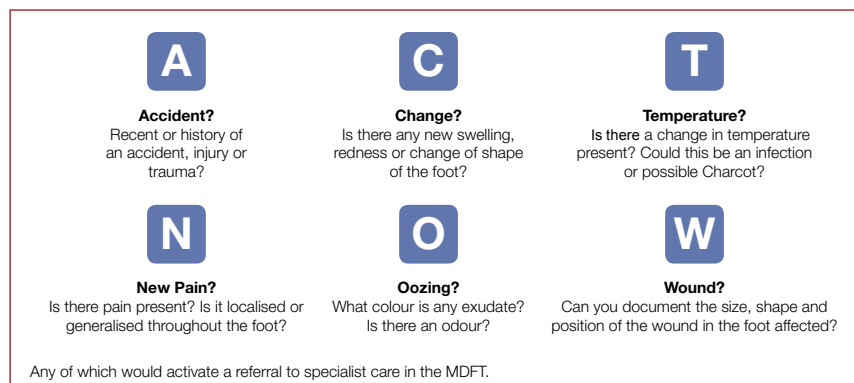 A
C
T
Accident?
Recent or history of
an accident, injury or
trauma?
Change?
Is there any new swelling,
redness or change of shape
of the foot?
Temperature?
Is there a change in temperature
present? Could this be an infection
or possible Charcot?
N
O
W
New Pain?
Is there pain present? Is it localised or
generalised throughout the foot?
Oozing?
What colour is any exudate?
Is there an odour?
Wound?
Can you document the size, shape and
position of the wound in the foot affected?
Any of which would activate a referral to specialist care in the MDFT.